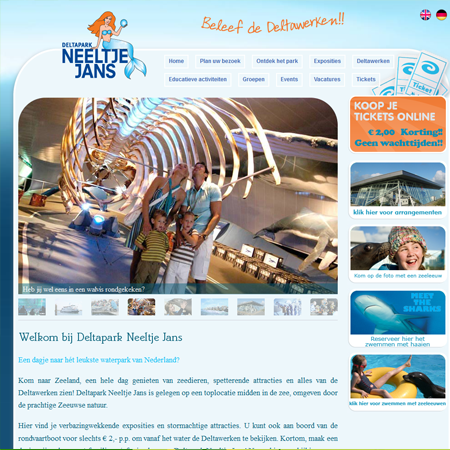 DELTAPARK
NEELTJE
JANS
Beleef de Deltawerken!!
Home
Plan uw bezoek
Ontdek het park
Exposities
Deltawerken
Educatieve activiteiten
Groepen
Events
Vacatures
Tickets
KOOP JE
TICKETS ONLINE
€ 2,00 Korting!!
Geen wachttijden!!
klik hier voor arrangementen
Kom op de foto met een zeeleeuw
MEET
THE
SHARKS
Reserveer hier het
zwemmen met haaien
klik hier voor zwemmen met zeeleeuwen
Heb jij wel eens in een walvis rondgekeken?
Welkom bij Deltapark Neeltje Jans
Een dagje naar hèt leukste waterpark van Nederland?
Kom naar Zeeland, een hele dag genieten van zeedieren, spetterende attracties en alles van de
Deltawerken zien! Deltapark Neeltje Jans is gelegen op een toplocatie midden in de zee, omgeven door
de prachtige Zeeuwse natuur.
Hier vind je verbazingwekkende exposities en stormachtige attracties. U kunt ook aan boord van de
rondvaartboot voor slechts € 2,- p.p. om vanaf het water de Deltawerken te bekijken. Kortom, maak een